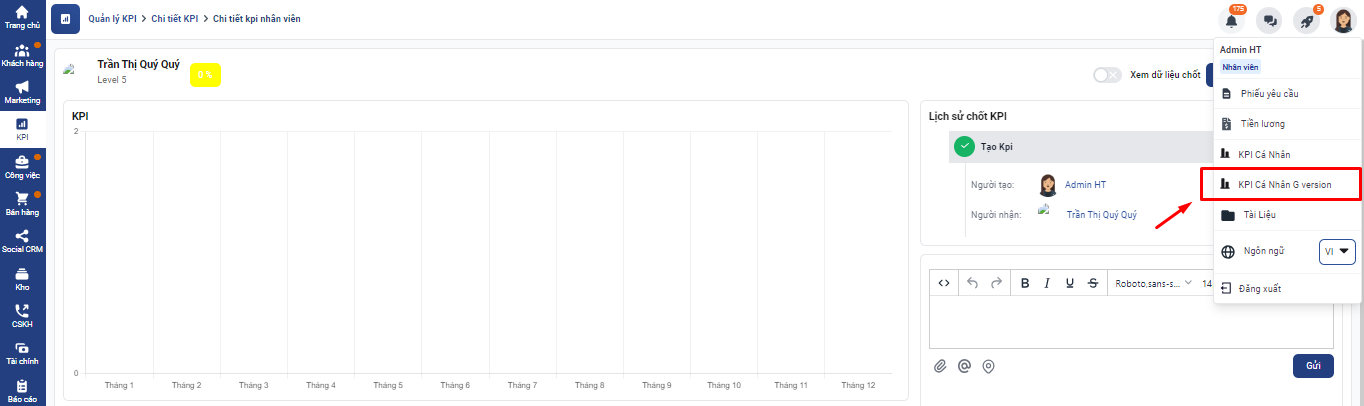 Trang chủ
Khách hàng
Marketing
KPI
Công việc
Bán hàng
Social CRM
Kho
CSKH
Tài chính
Báo cáo
Quản lý KPI > Chi tiết KPI > Chi tiết kpi nhân viên
175
5
Trần Thị Quý Quý
Level 5
Xem dữ liệu chốt
KPI
2
0
Tháng 1 Tháng 2 Tháng 3 Tháng 4 Tháng 5 Tháng 6 Tháng 7 Tháng 8 Tháng 9 Tháng 10 Tháng 11 Tháng 12
Lịch sử chốt KPI
Tạo Kpi
Người tạo: Admin HT
Người nhận: Trần Thị Quý Quý
B I U S Roboto,sans-s... 14
Gửi
Admin HT
Nhân viên
Phiếu yêu cầu
Tiền lương
KPI Cá Nhân
KPI Cá Nhân G version
Tài Liệu
Ngôn ngữ VI
Đăng xuất